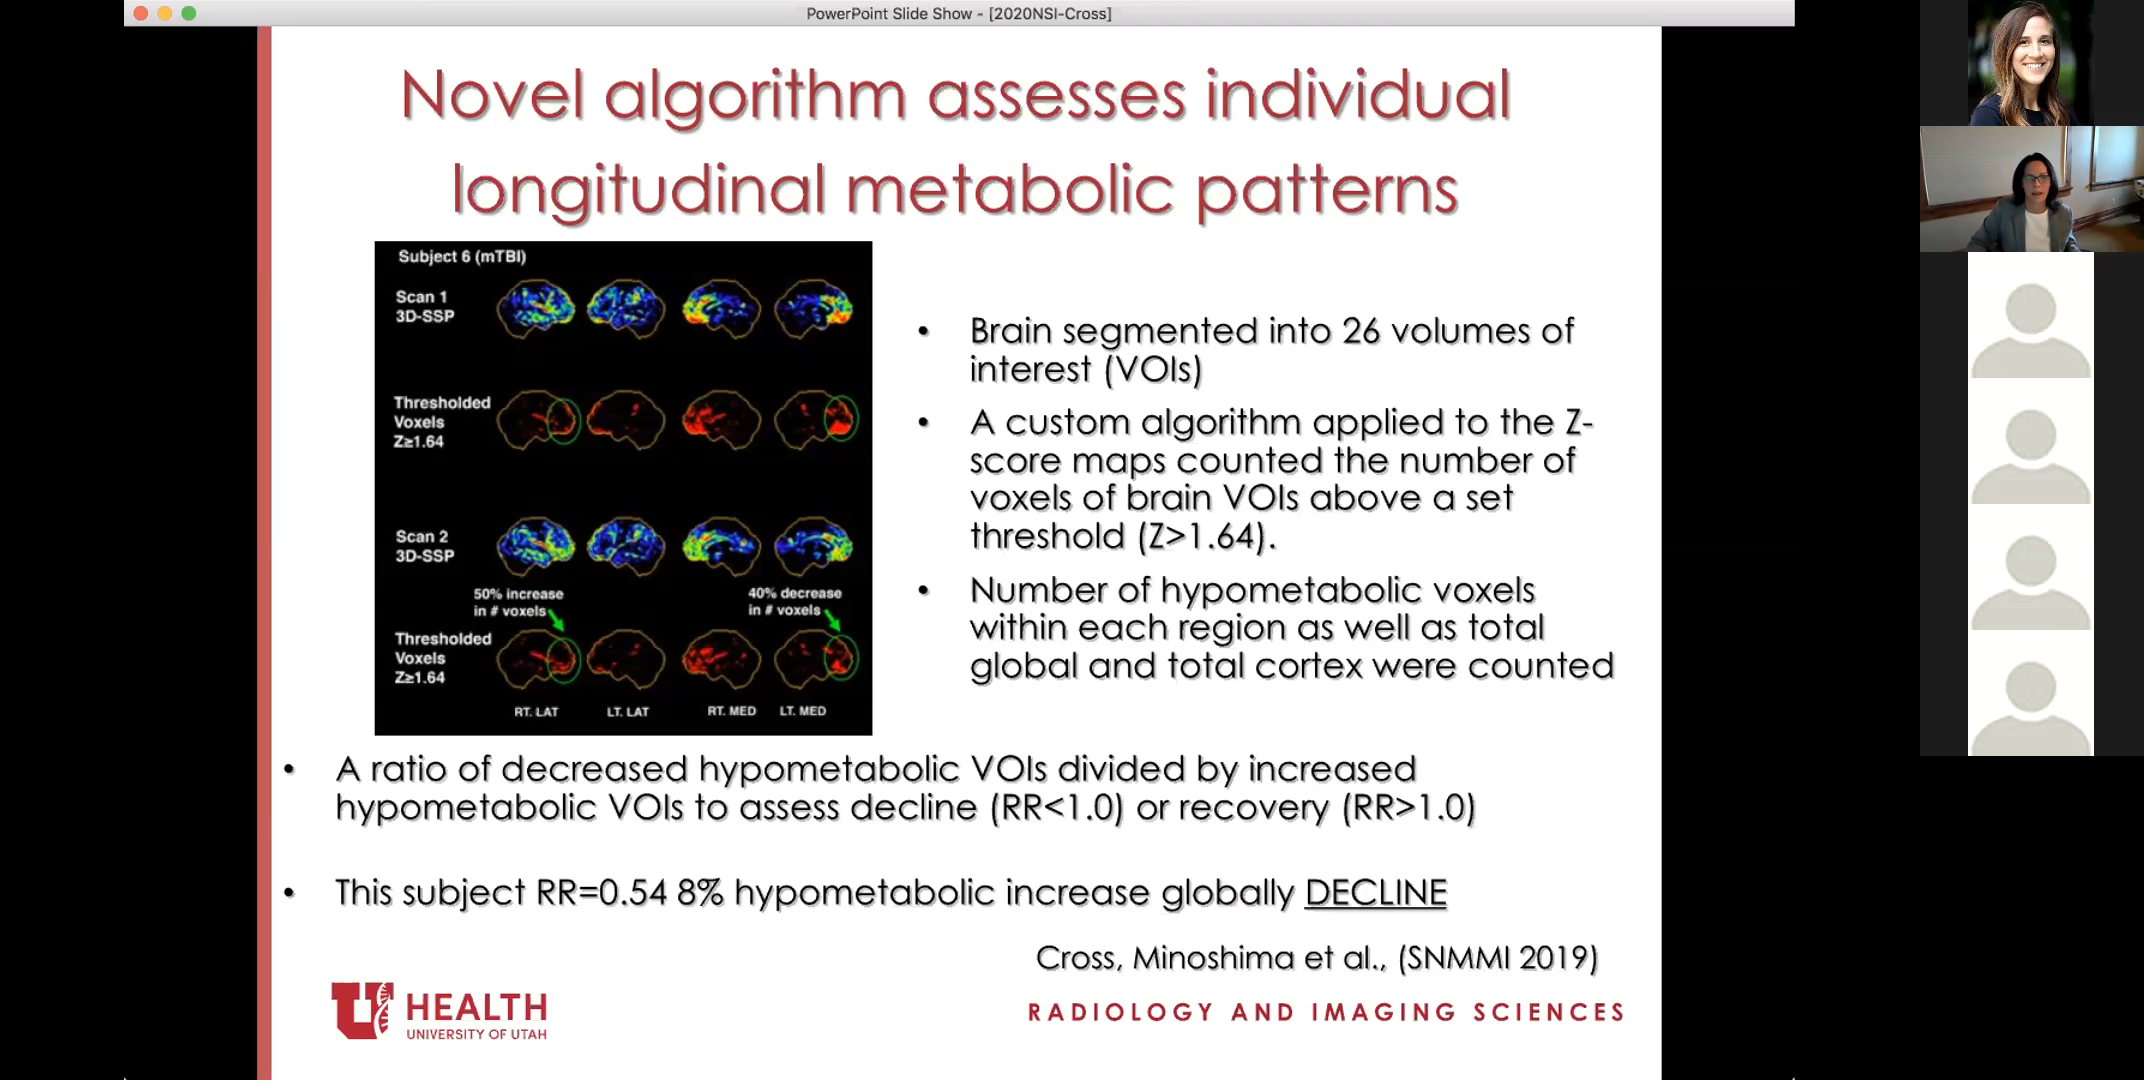 PowerPoint Slide Show - [2020NSI-Cross]
Novel algorithm assesses individual
longitudinal metabolic patterns
Subject 6 (mTBI)
Scan 1
3D-SSP
Thresholded
Voxels
Z≥1.64
Scan 2
3D-SSP
50% increase
in # voxels
40% decrease
in # voxels
Thresholded
Voxels
Z≥1.64
RT. LAT
LT. LAT
RT. MED
LT. MED
• Brain segmented into 26 volumes of
interest (VOIs)
• A custom algorithm applied to the Z-
score maps counted the number of
voxels of brain VOIs above a set
threshold (Z>1.64).
• Number of hypometabolic voxels
within each region as well as total
global and total cortex were counted
• A ratio of decreased hypometabolic VOIs divided by increased
hypometabolic VOIs to assess decline (RR<1.0) or recovery (RR>1.0)
• This subject RR=0.54 8% hypometabolic increase globally DECLINE
Cross, Minoshima et al., (SNMMI 2019)
U HEALTH
UNIVERSITY OF UTAH
RADIOLOGY AND IMAGING SCIENCES